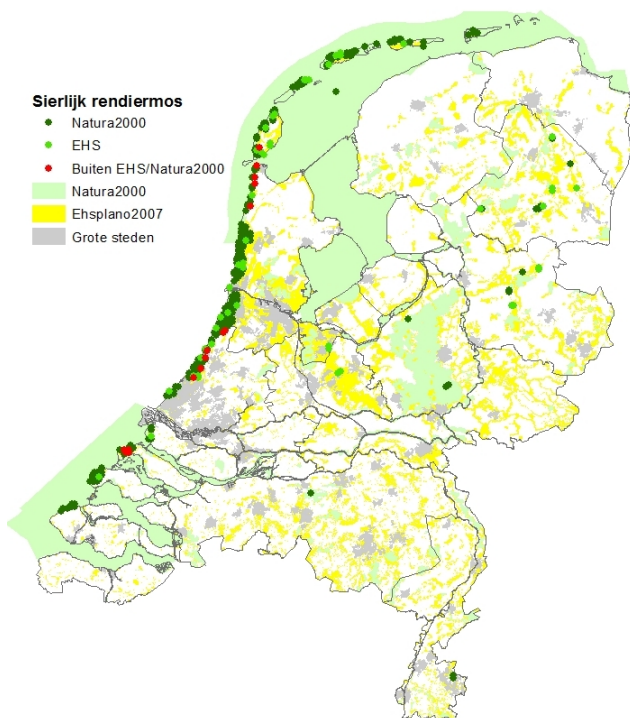 Sierlijk rendiermos
Natura2000
EHS
Buiten EHS/Natura2000
Natura2000
Ehsplano2007
Grote steden